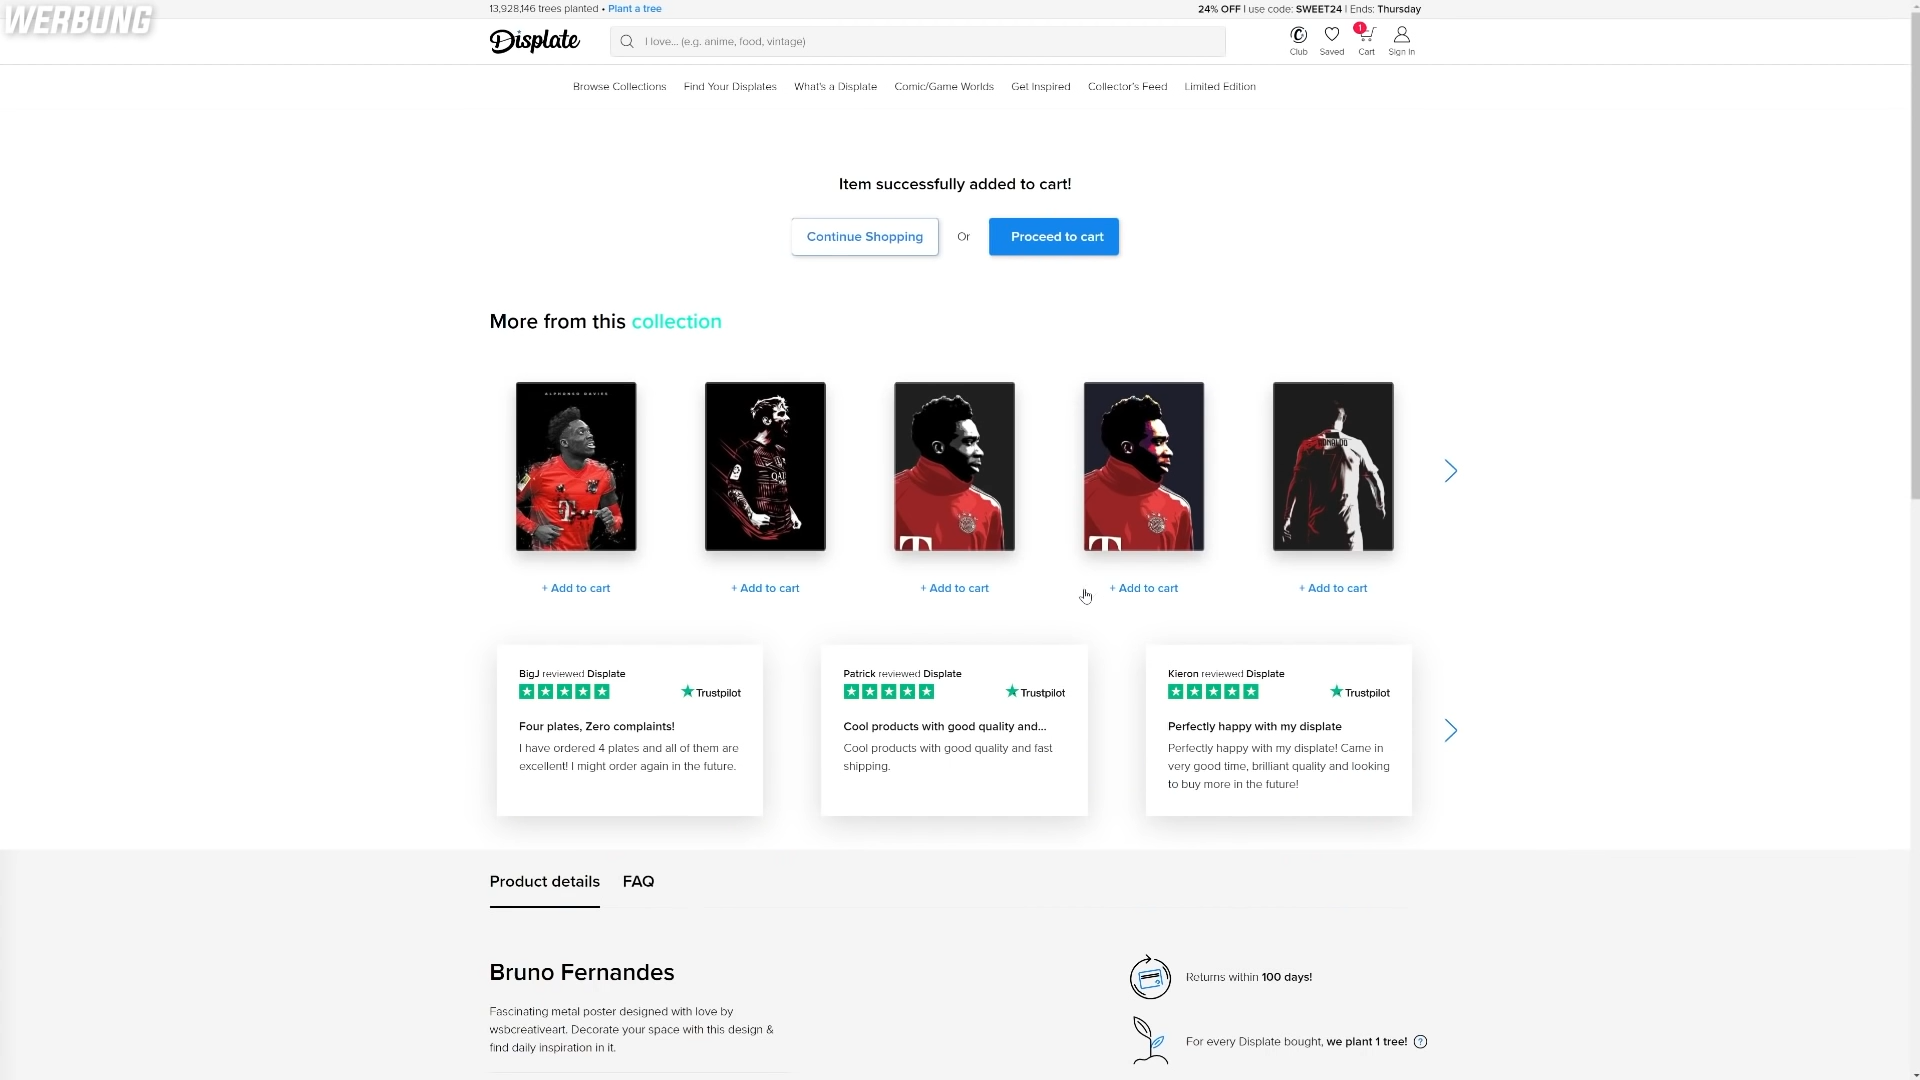 WERBUNG
13,928,146 trees planted • Plant a tree
24% OFF | use code: SWEET24 | Ends: Thursday
Displate
I love... (e.g. anime, food, vintage)
Club
Saved
1
Cart
Sign In
Browse Collections
Find Your Displates
What's a Displate
Comic/Game Worlds
Get Inspired
Collector's Feed
Limited Edition
Item successfully added to cart!
Continue Shopping
Or
Proceed to cart
More from this collection
ALPHONSO DAVIES
T
QAT
T
T
RONALDO
+ Add to cart
+ Add to cart
+ Add to cart
+ Add to cart
+ Add to cart
BigJ reviewed Displate
Trustpilot
Four plates, Zero complaints!
I have ordered 4 plates and all of them are
excellent! I might order again in the future.
Patrick reviewed Displate
Trustpilot
Cool products with good quality and...
Cool products with good quality and fast
shipping.
Kieron reviewed Displate
Trustpilot
Perfectly happy with my displate
Perfectly happy with my displate! Came in
very good time, brilliant quality and looking
to buy more in the future!
Product details
FAQ
Bruno Fernandes
Fascinating metal poster designed with love by
wsbcreativeart. Decorate your space with this design &
find daily inspiration in it.
Returns within 100 days!
For every Displate bought, we plant 1 tree! ?